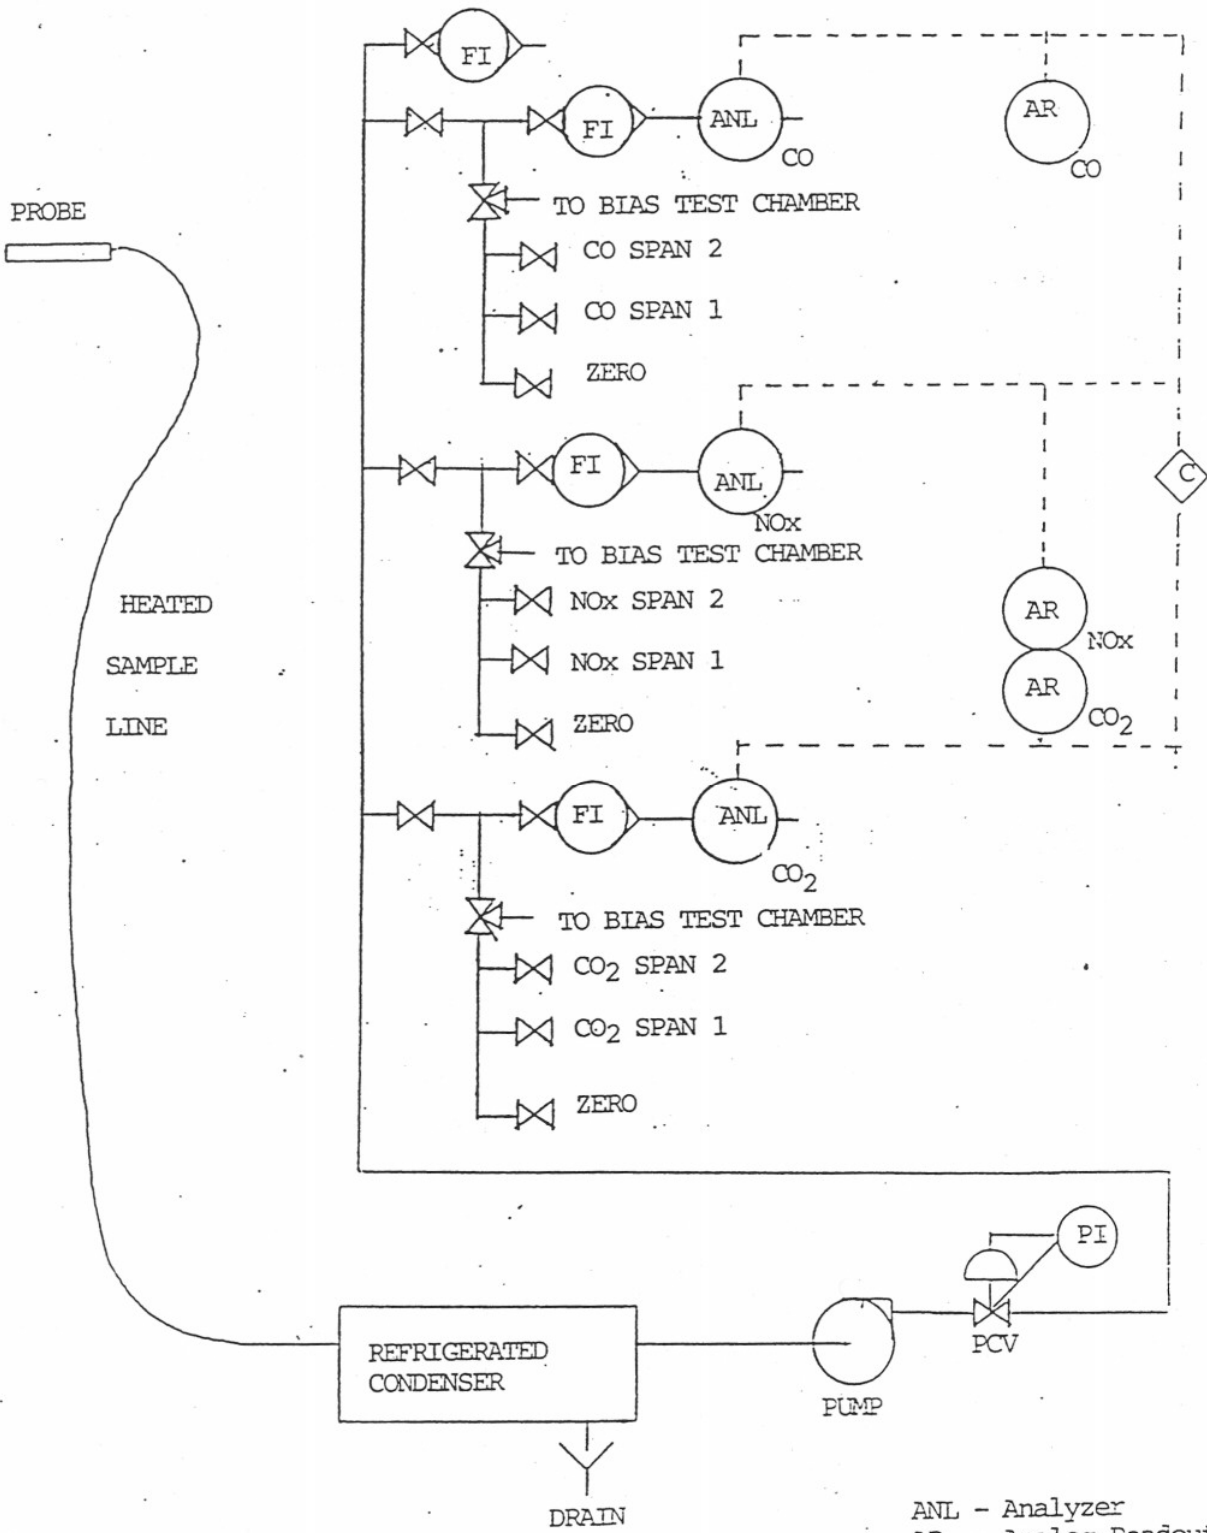 FI
FI
ANL
CO
AR
CO
PROBE
TO BIAS TEST CHAMBER
CO SPAN 2
CO SPAN 1
ZERO
FI
ANL
NOx
C
TO BIAS TEST CHAMBER
NOx SPAN 2
NOx SPAN 1
ZERO
HEATED
SAMPLE
LINE
AR
NOx
AR
CO2
FI
ANL
CO2
TO BIAS TEST CHAMBER
CO2 SPAN 2
CO2 SPAN 1
ZERO
PI
PCV
REFRIGERATED
CONDENSER
PUMP
DRAIN
ANL - Analyzer